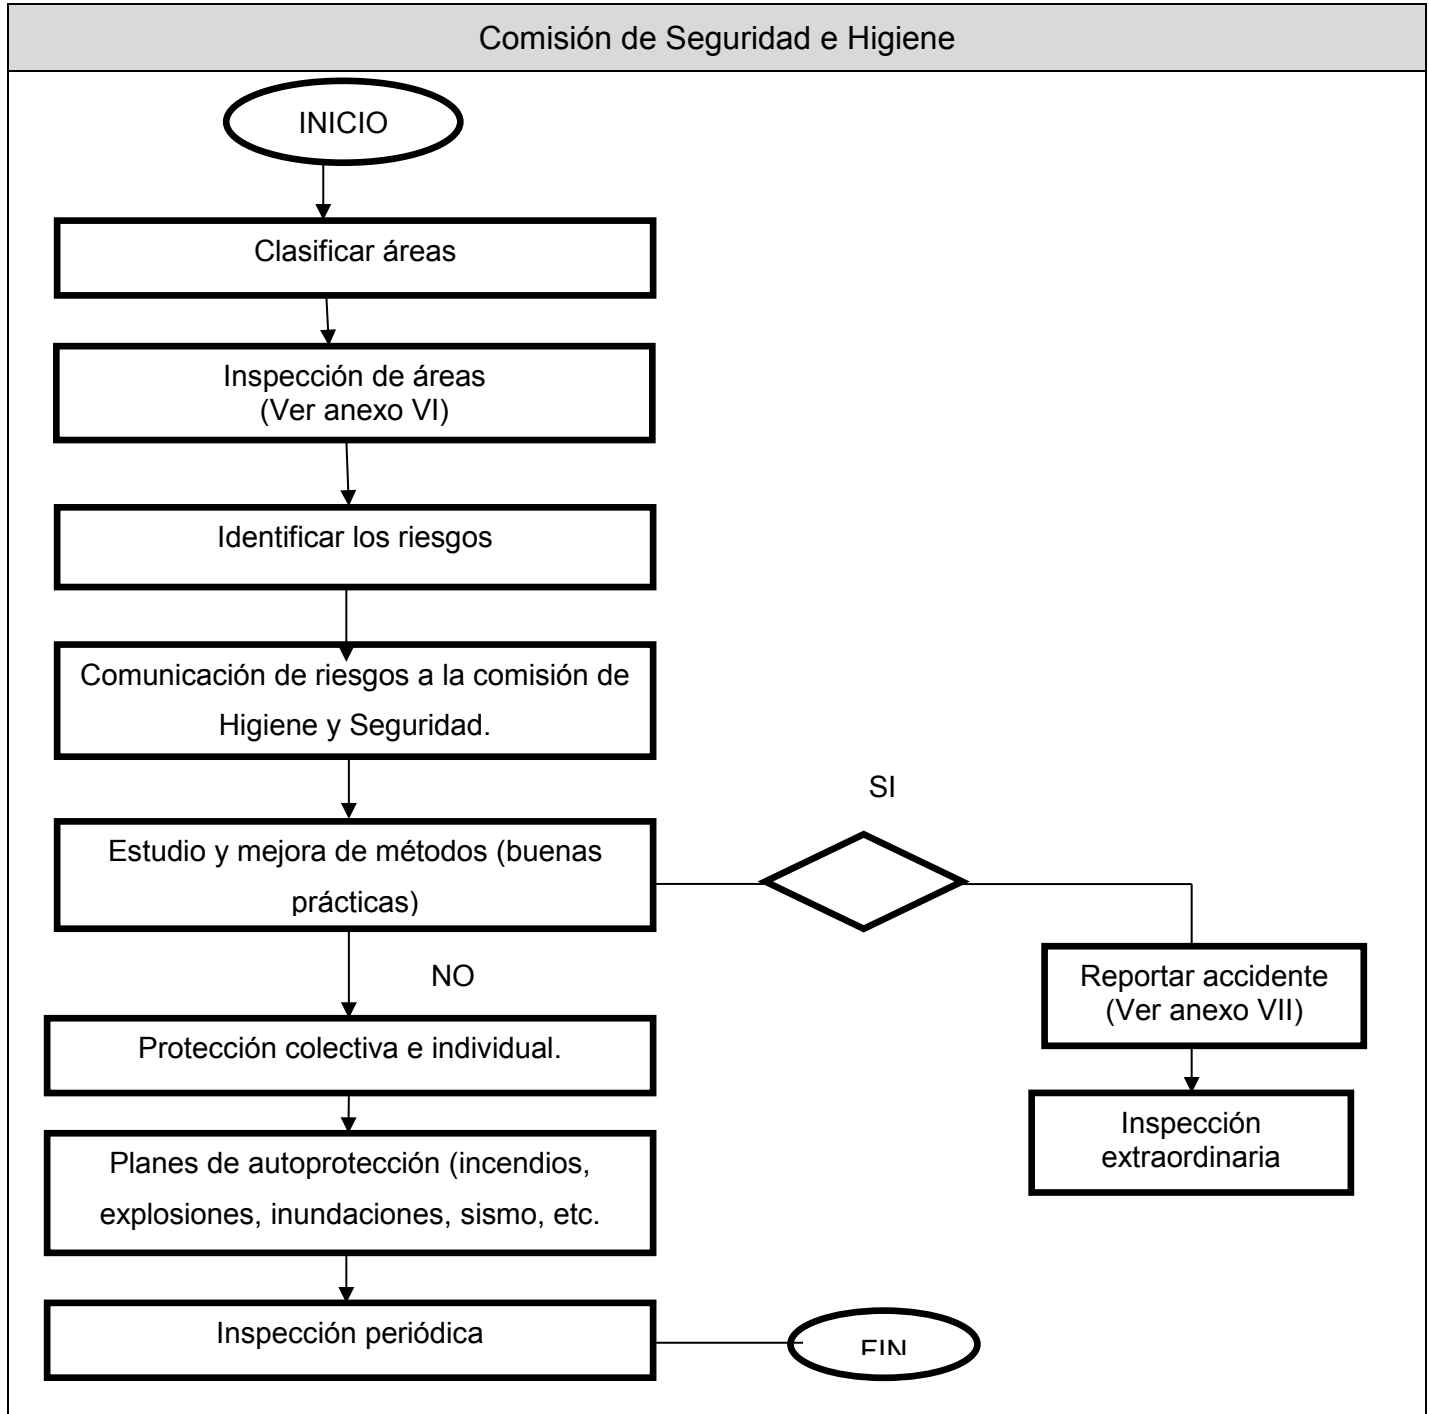 Comisión de Seguridad e Higiene
INICIO
Clasificar áreas
Inspección de áreas
(Ver anexo VI)
Identificar los riesgos
Comunicación de riesgos a la comisión de
Higiene y Seguridad.
SI
Estudio y mejora de métodos (buenas
prácticas)
NO
Reportar accidente
(Ver anexo VII)
Protección colectiva e individual.
Inspección
extraordinaria
Planes de autoprotección (incendios,
explosiones, inundaciones, sismo, etc.
Inspección periódica
FIN